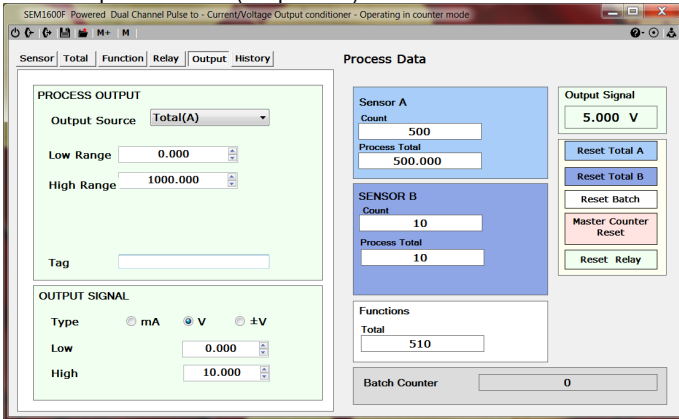 SEM1600F Powered Dual Channel Pulse to - Current/Voltage Output conditioner - Operating in counter mode
M+ M
Sensor Total Function Relay Output History
Process Data
PROCESS OUTPUT
Output Source Total(A)
Low Range 0.000
High Range 1000.000
Tag
OUTPUT SIGNAL
Type mA V ±V
Low 0.000
High 10.000
Sensor A
Count
500
Process Total
500.000
SENSOR B
Count
10
Process Total
10
Functions
Total
510
Batch Counter 0
Output Signal
5.000 V
Reset Total A
Reset Total B
Reset Batch
Master Counter
Reset
Reset Relay